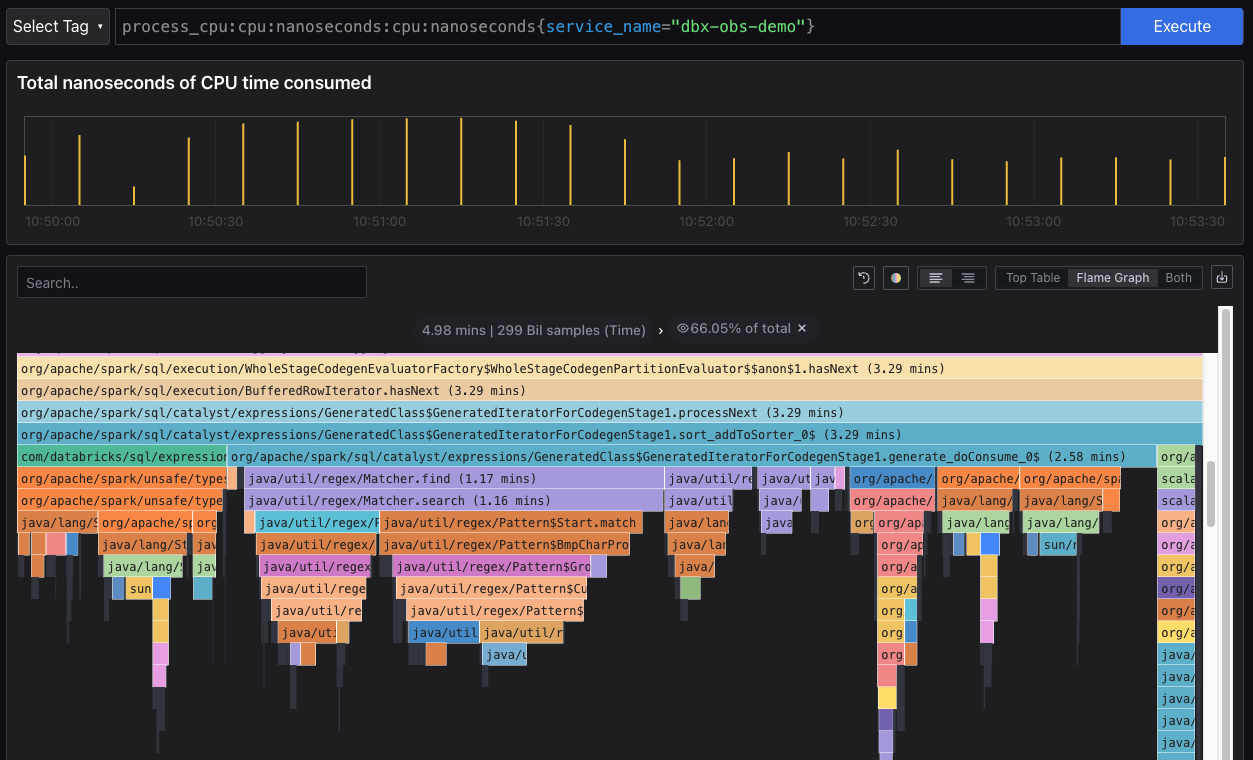 Select Tag process_cpu:cpu:nanoseconds:cpu:nanoseconds{service_name="dbx-obs-demo"} Execute
Total nanoseconds of CPU time consumed
10:50:00 10:50:30 10:51:00 10:51:30 10:52:00 10:52:30 10:53:00 10:53:30
Search.. Top Table Flame Graph Both
4.98 mins | 299 Bil samples (Time) › 66.05% of total ×
org/apache/spark/sql/execution/WholeStageCodegenEvaluatorFactory$WholeStageCodegenPartitionEvaluator$$anon$1.hasNext (3.29 mins)
org/apache/spark/sql/execution/BufferedRowIterator.hasNext (3.29 mins)
org/apache/spark/sql/catalyst/expressions/GeneratedClass$GeneratedIteratorForCodegenStage1.processNext (3.29 mins)
org/apache/spark/sql/catalyst/expressions/GeneratedClass$GeneratedIteratorForCodegenStage1.sort_addToSorter_0$ (3.29 mins)
com/databricks/sql/expression org/apache/spark/sql/catalyst/expressions/GeneratedClass$GeneratedIteratorForCodegenStage1.generate_doConsume_0$ (2.58 mins) org/a
org/apache/spark/unsafe/types java/util/regex/Matcher.find (1.17 mins) java/util/re java/ut jav org/apache/ org/apache/ org/apache/spa scala
org/apache/spark/unsafe/type java/util/regex/Matcher.search (1.16 mins) java/util java/u org/apache/ java/lang/ java/lang/S scala
java/lang/S org/apache/sp org java/util/regex/P java/util/regex/Pattern$Start.match java/lang java org org/ap java/lang java/lang/ org/a
java/lang/St jav java/util/regex/ java/util/regex/Pattern$BmpCharPro java/lan org/ap sun/n org/a
java/lang/S jav java/util/regex java/util/regex/Pattern$Gro java/ org/a org/a
sun java/util/rege java/util/regex/Pattern$Cu org/a org/a
java/util/re java/util/regex/Pattern$ org org/a
java/uti java/util java/util/r org org/a
java/u org java/
java/
java/
java/
java/